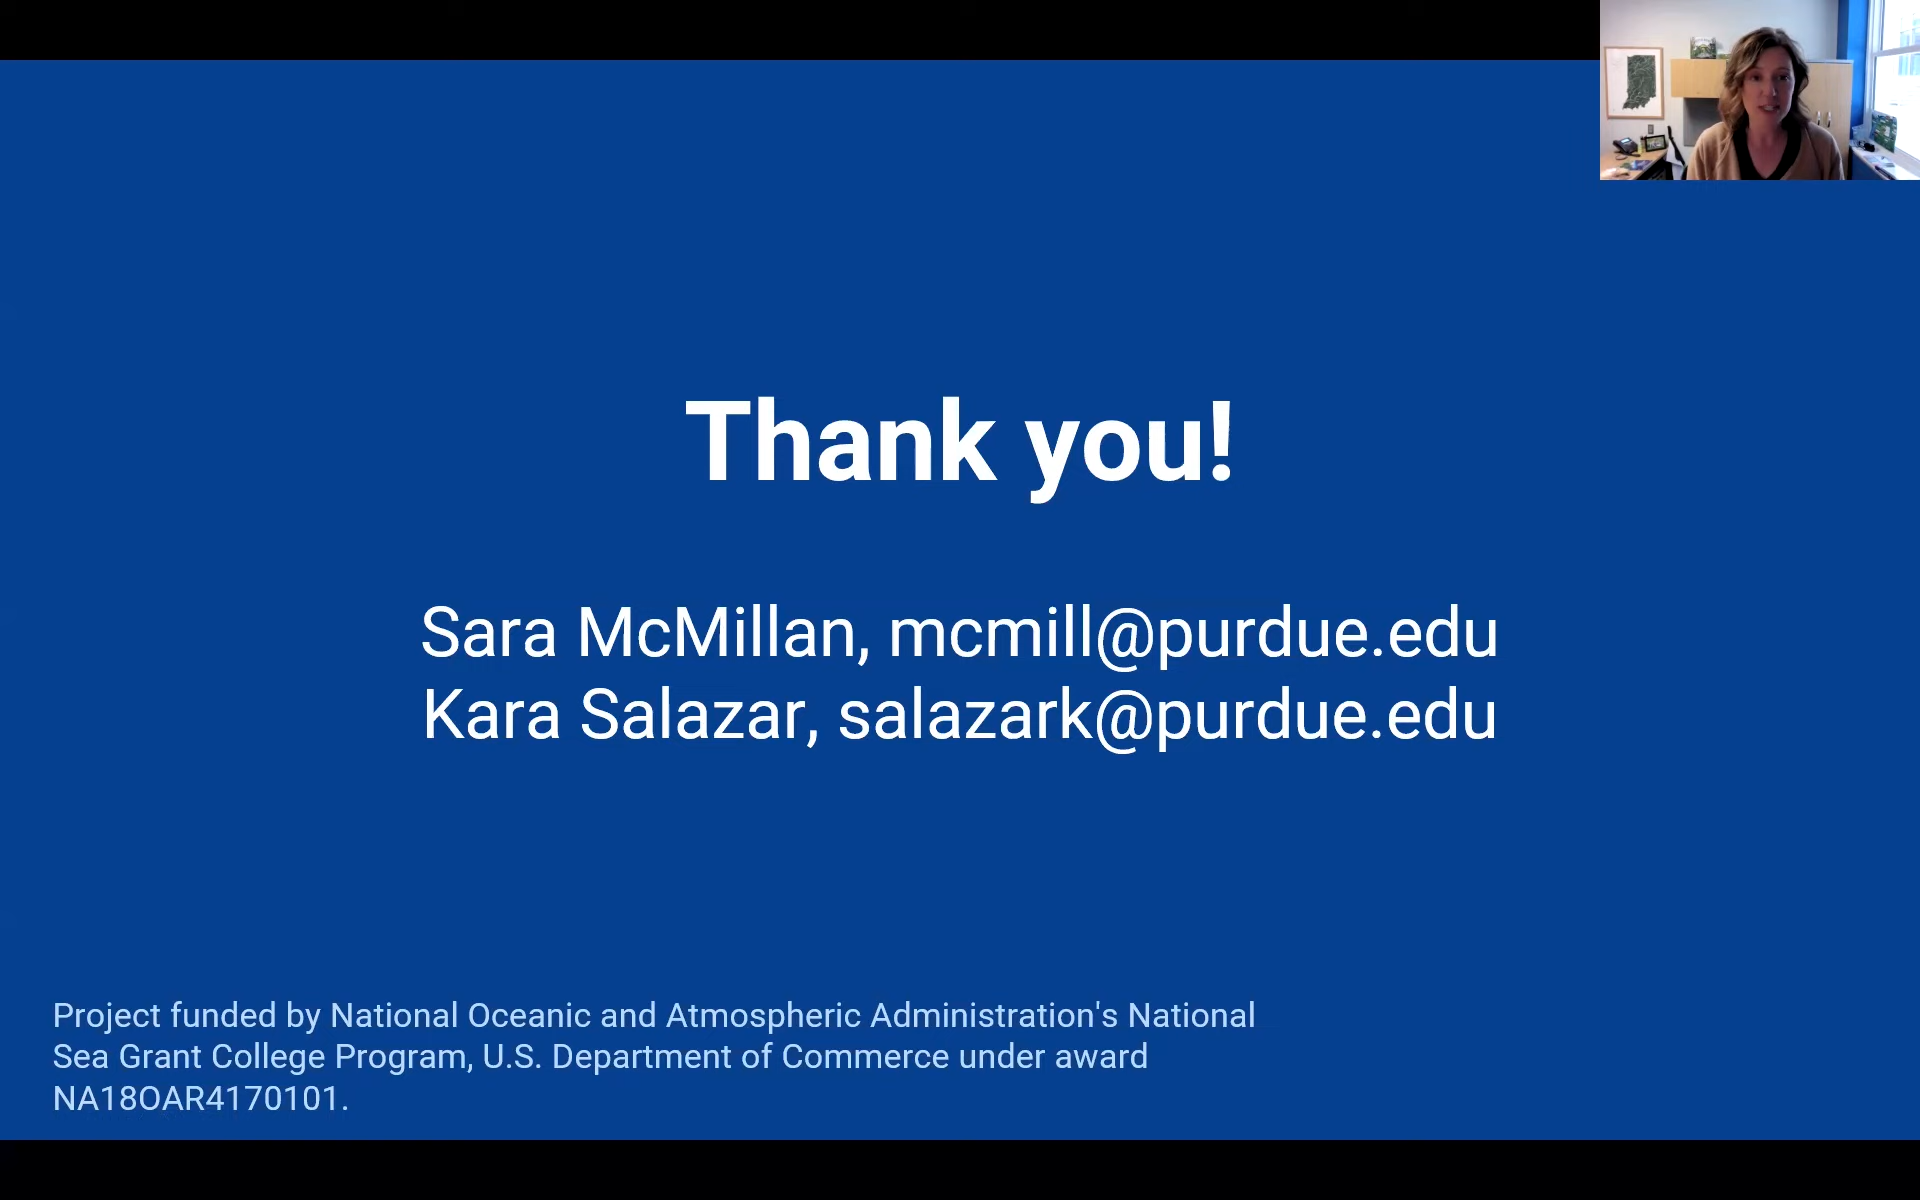 Thank you!
Sara McMillan, mcmill@purdue.edu
Kara Salazar, salazark@purdue.edu
Project funded by National Oceanic and Atmospheric Administration's National
Sea Grant College Program, U.S. Department of Commerce under award
NA18OAR4170101.